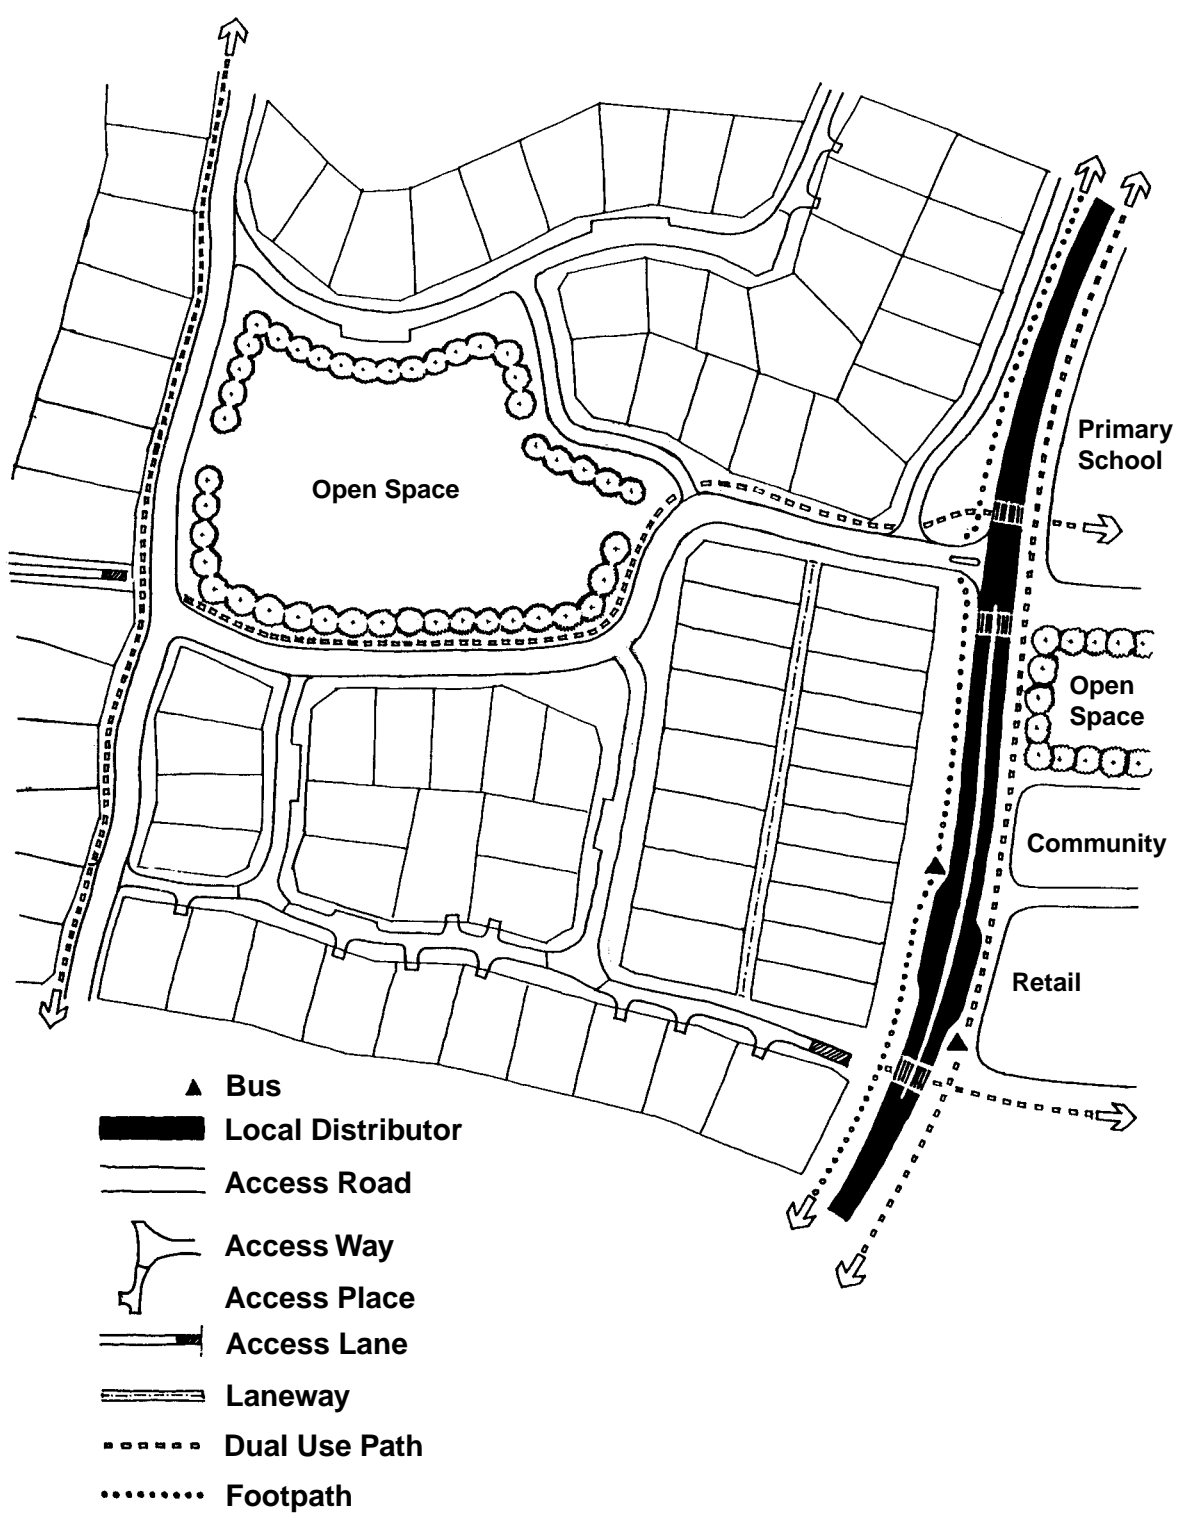 Primary
School
Open Space
Open
Space
Community
Retail
Bus
Local Distributor
Access Road
Access Way
Access Place
Access Lane
Laneway
Dual Use Path
Footpath